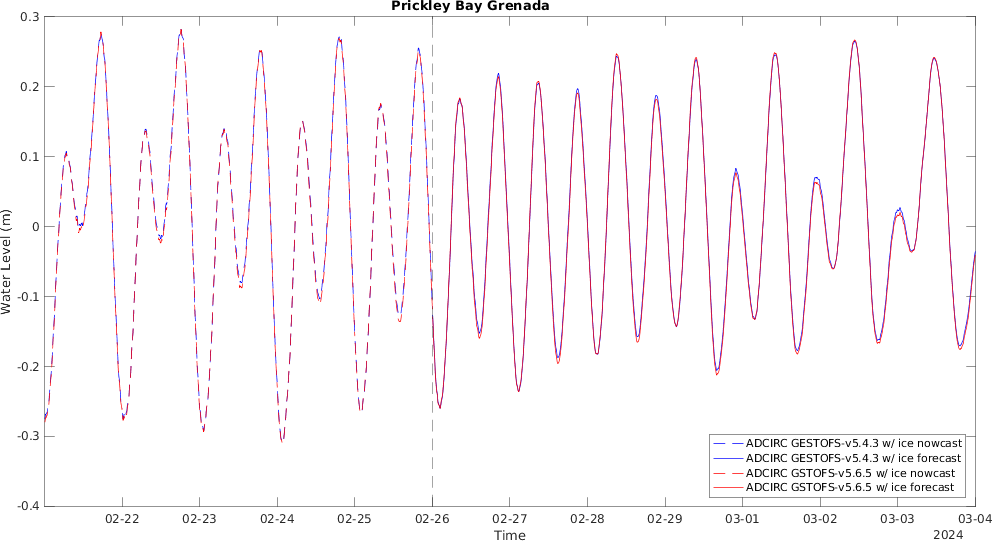 Prickley Bay Grenada
0.3
0.2
0.1
0
-0.1
-0.2
-0.3
-0.4
Water Level (m)
ADCIRC GESTOFS-v5.4.3 w/ ice nowcast
ADCIRC GESTOFS-v5.4.3 w/ ice forecast
ADCIRC GSTOFS-v5.6.5 w/ ice nowcast
ADCIRC GSTOFS-v5.6.5 w/ ice forecast
02-22 02-23 02-24 02-25 02-26 02-27 02-28 02-29 03-01 03-02 03-03 03-04
Time
2024